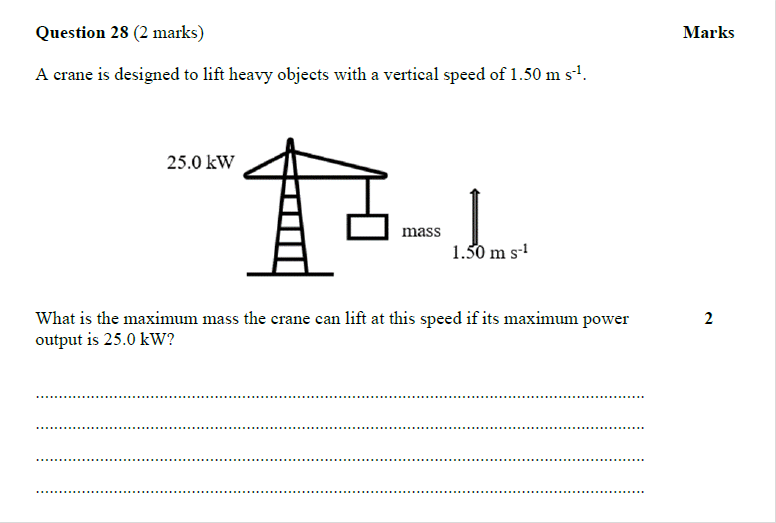 Question 28 (2 marks) Marks
A crane is designed to lift heavy objects with a vertical speed of 1.50 m s⁻¹.
25.0 kW
mass
1.50 m s⁻¹
What is the maximum mass the crane can lift at this speed if its maximum power 2
output is 25.0 kW?